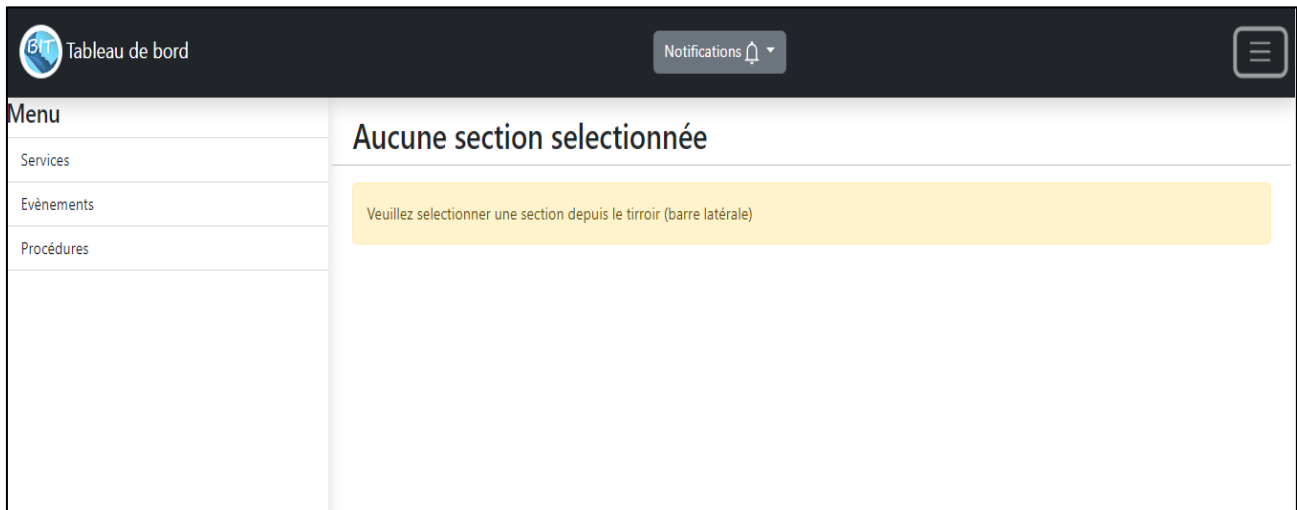 BIT Tableau de bord
Notifications
Menu
Services
Evènements
Procédures
Aucune section selectionnée
Veuillez selectionner une section depuis le tirroir (barre latérale)